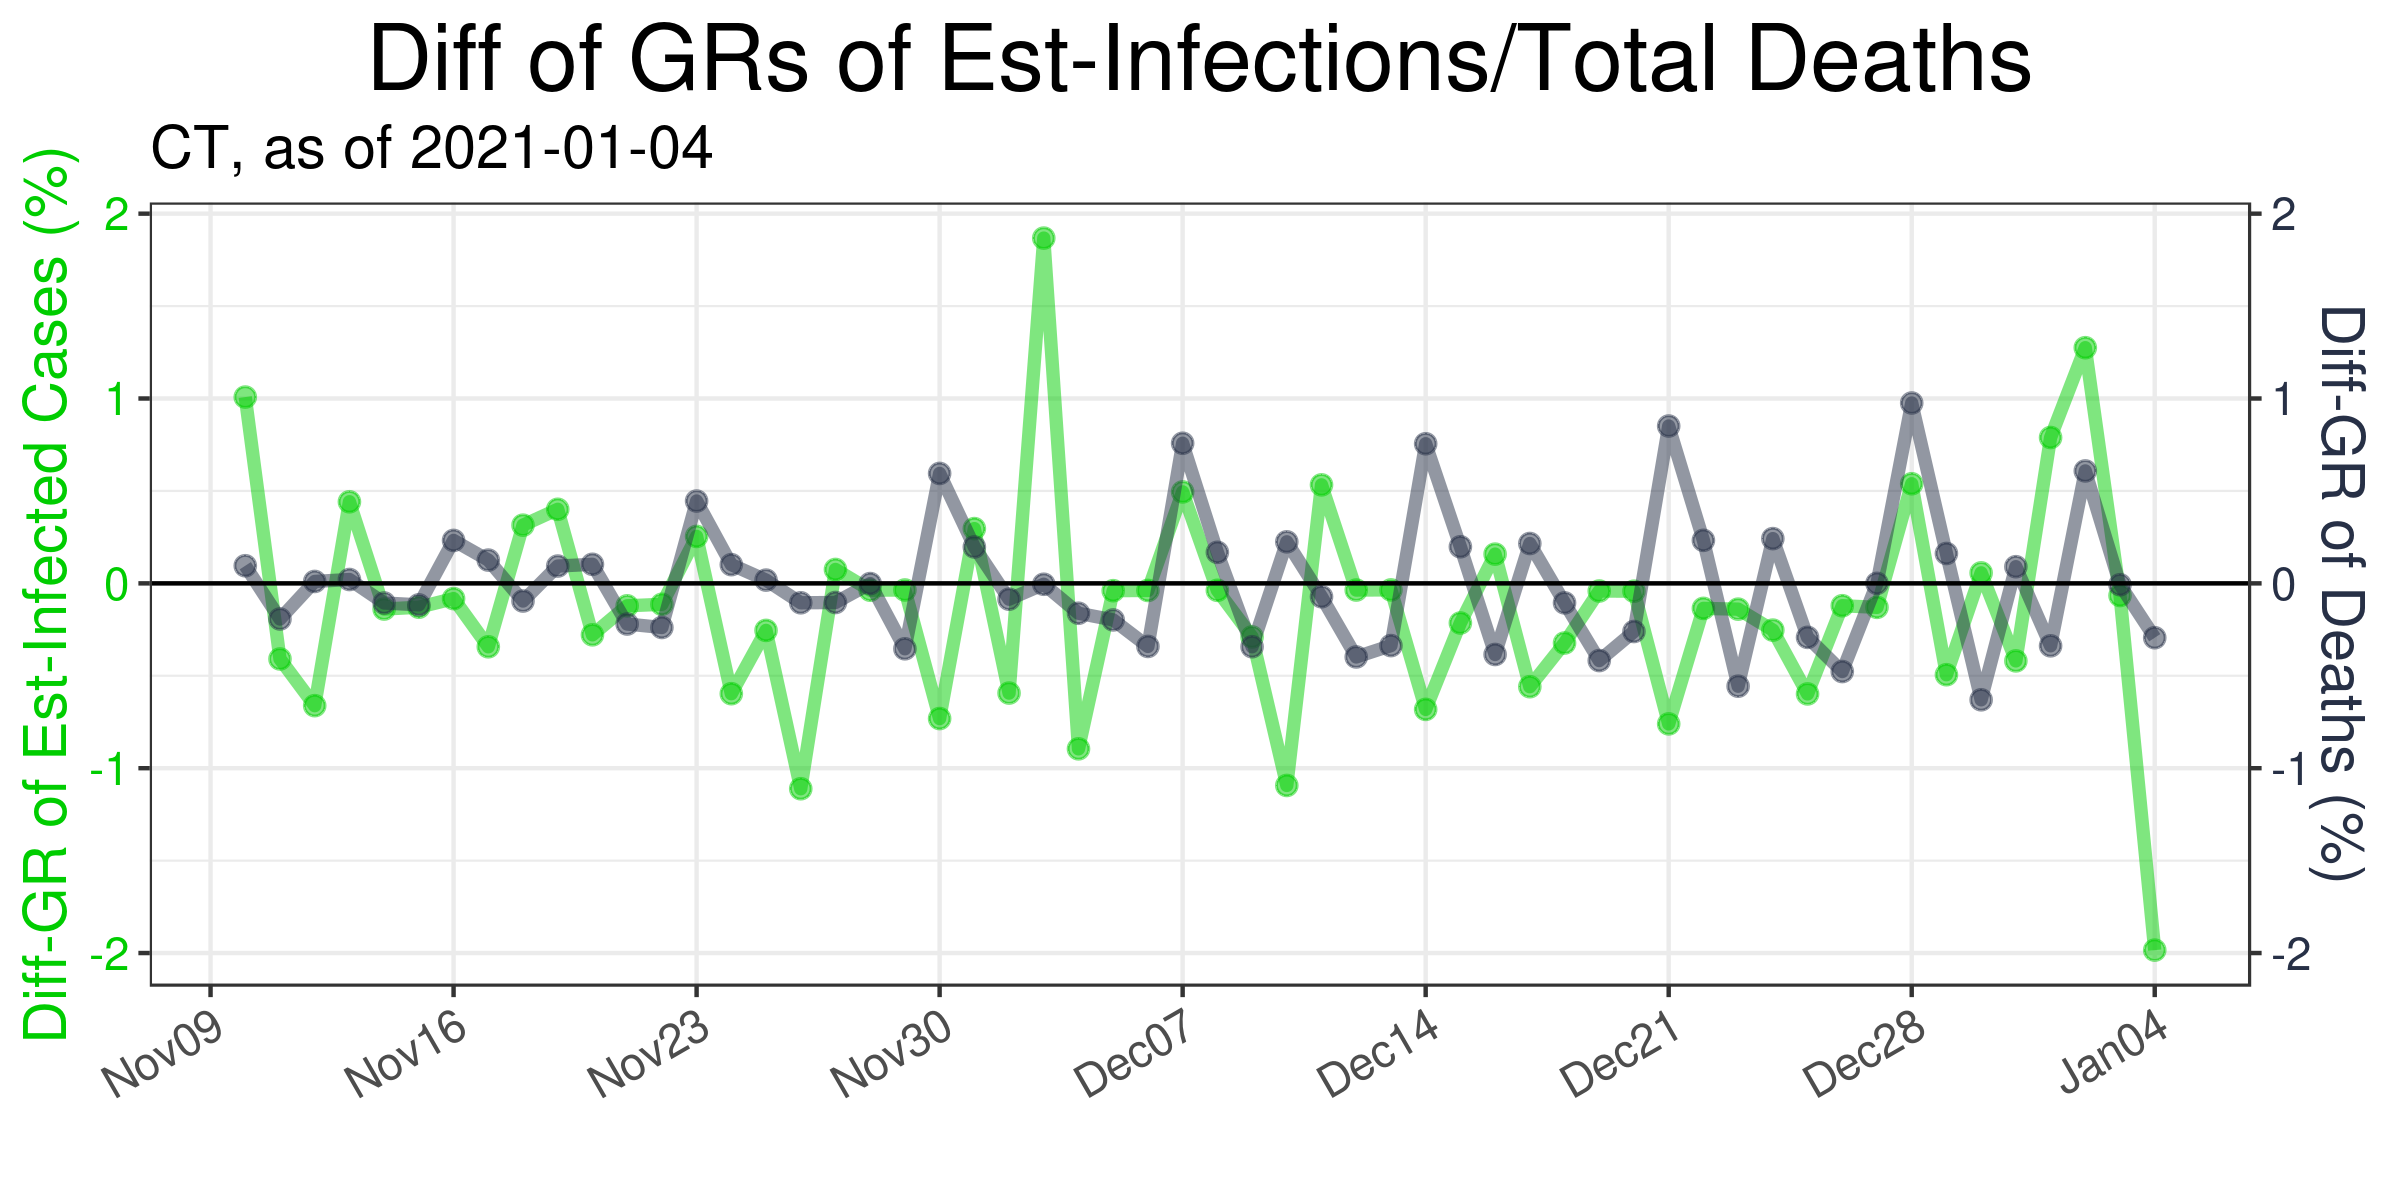 Diff of GRs of Est-Infections/Total Deaths
CT, as of 2021-01-04
Diff-GR of Est-Infected Cases (%)
2
1
0
-1
-2
2
1
0
-1
-2
Diff-GR of Deaths (%)
Nov09
Nov16
Nov23
Nov30
Dec07
Dec14
Dec21
Dec28
Jan04